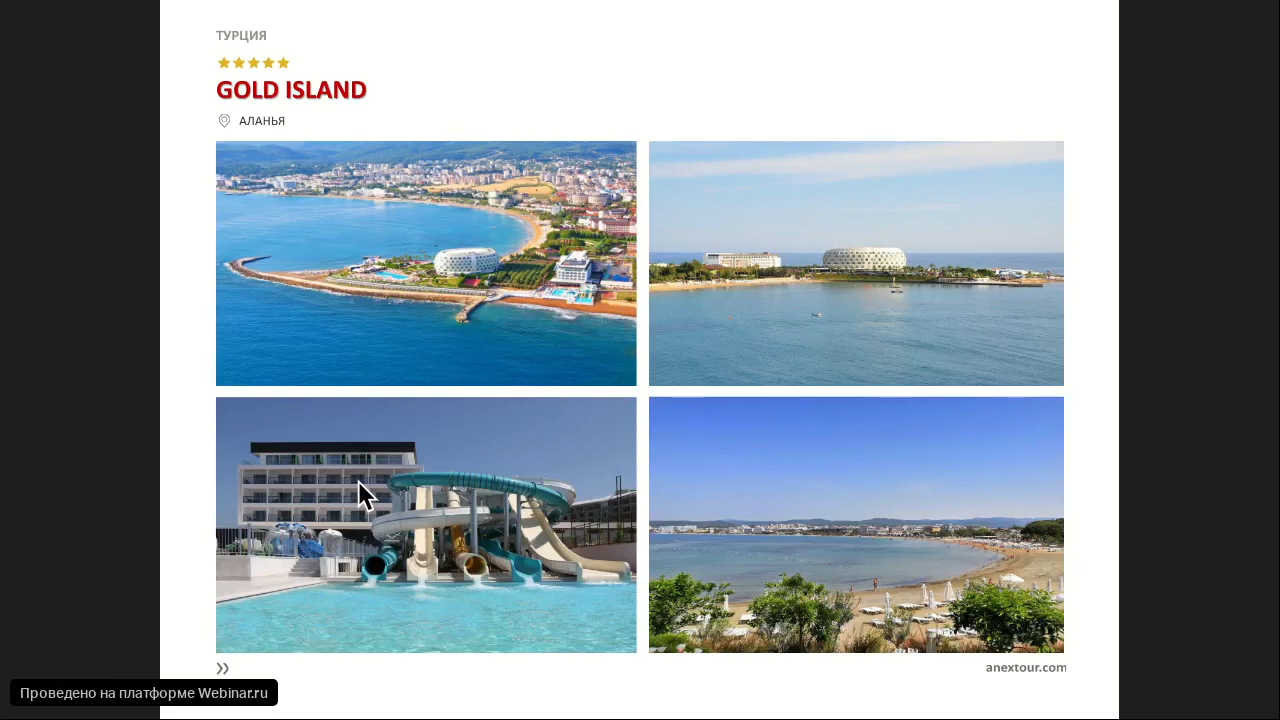 ТУРЦИЯ
GOLD ISLAND
АЛАНЬЯ
anextour.com
Проведено на платформе Webinar.ru